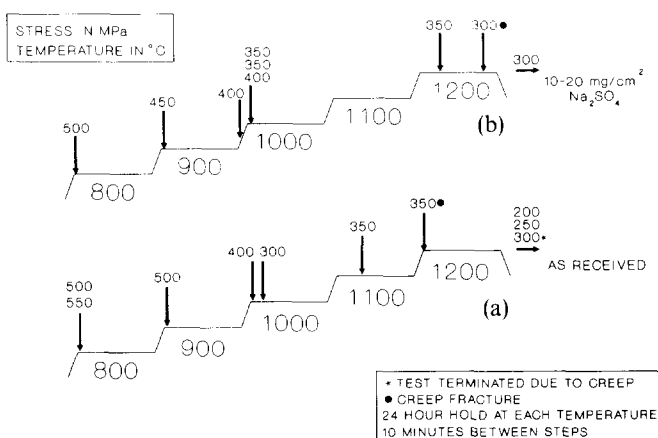 STRESS IN MPa
TEMPERATURE IN °C
350
300●
300
10-20 mg/cm²
Na₂SO₄
350
350
400
450
400
500
1200
(b)
1100
1000
900
800
350●
200
250
300*
AS RECEIVED
350
400 300
500
500
550
1200
(a)
1100
1000
900
800
* TEST TERMINATED DUE TO CREEP
● CREEP FRACTURE
24 HOUR HOLD AT EACH TEMPERATURE
10 MINUTES BETWEEN STEPS